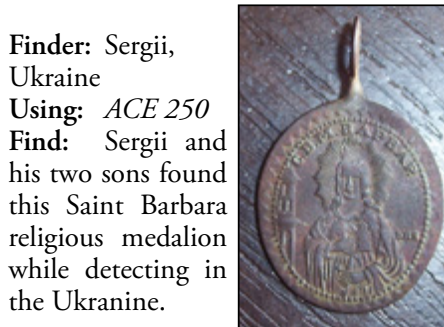 Finder: Sergii,
Ukraine
Using: ACE 250
Find: Sergii and
his two sons found
this Saint Barbara
religious medalion
while detecting in
the Ukranine.